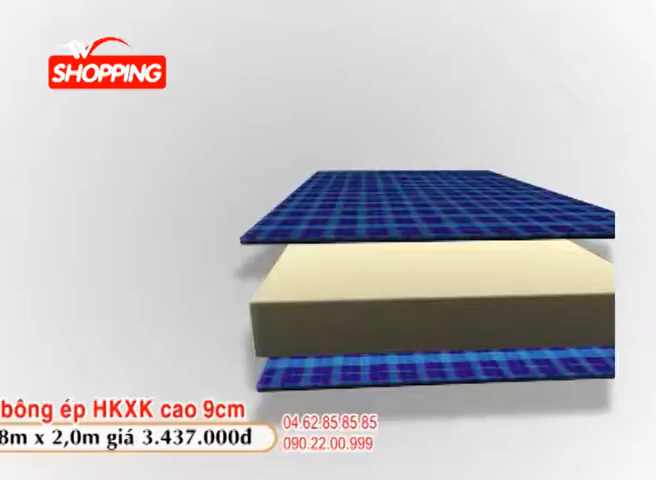 TV
SHOPPING
bông ép HKXK cao 9cm
8m x 2,0m giá 3.437.000đ
04.62.85.85.85
090.22.00.999